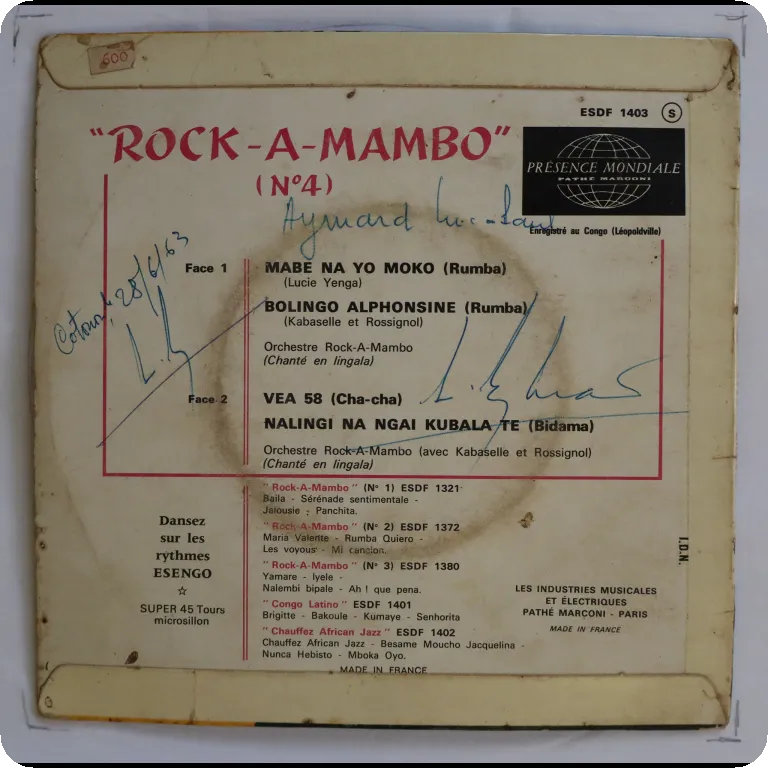 600
ESDF 1403 S
"ROCK-A-MAMBO"
(N°4)
PRÉSENCE MONDIALE
PATHÉ MARCONI
Aymard Luc-Paul
Enregistré au Congo (Léopoldville)
28/6/63
Face 1
MABE NA YO MOKO (Rumba)
(Lucie Yenga)
BOLINGO ALPHONSINE (Rumba)
(Kabaselle et Rossignol)
Orchestre Rock-A-Mambo
(Chanté en lingala)
Face 2
VEA 58 (Cha-cha)
NALINGI NA NGAI KUBALA TE (Bidama)
Orchestre Rock-A-Mambo (avec Kabaselle et Rossignol)
(Chanté en lingala)
"Rock-A-Mambo" (N° 1) ESDF 1321
Baila - Sérénade sentimentale -
Jalousie - Panchita.
"Rock-A-Mambo" (N° 2) ESDF 1372
Maria Valente - Rumba Quiero -
Les voyous - Mi cancion.
"Rock-A-Mambo" (N° 3) ESDF 1380
Yamare - Iyele -
Nalembi bipale - Ah ! que pena.
"Congo Latino" ESDF 1401
Brigitte - Bakoule - Kumaye - Senhorita
"Chauffez African Jazz" ESDF 1402
Chauffez African Jazz - Besame Moucho Jacquelina -
Nunca Hebisto - Mboka Oyo.
MADE IN FRANCE
Dansez
sur les
rythmes
ESENGO
☆
SUPER 45 Tours
microsillon
LES INDUSTRIES MUSICALES
ET ÉLECTRIQUES
PATHÉ MARCONI - PARIS
MADE IN FRANCE
I.D.N.